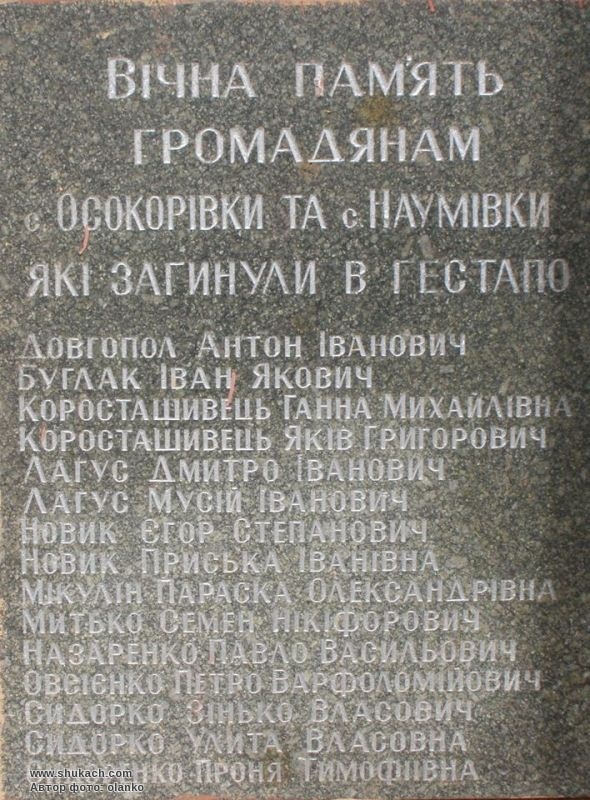 ВІЧНА ПАМ'ЯТЬ
ГРОМАДЯНАМ
с. ОСОКОРІВКИ ТА с. НАУМІВКИ
ЯКІ ЗАГИНУЛИ В ГЕСТАПО
ДОВГОПОЛ АНТОН ІВАНОВИЧ
БУГЛАК ІВАН ЯКОВИЧ
КОРОСТАШИВЕЦЬ ГАННА МИХАЙЛІВНА
КОРОСТАШИВЕЦЬ ЯКІВ ГРИГОРОВИЧ
ЛАГУС ДМИТРО ІВАНОВИЧ
ЛАГУС МУСІЙ ІВАНОВИЧ
НОВИК ЄГОР СТЕПАНОВИЧ
НОВИК ПРИСЬКА ІВАНІВНА
МІКУЛІН ПАРАСКА ОЛЕКСАНДРІВНА
МИТЬКО СЕМЕН НІКІФОРОВИЧ
НАЗАРЕНКО ПАВЛО ВАСИЛЬОВИЧ
ОВСІЄНКО ПЕТРО ВАРФОЛОМІЙОВИЧ
СИДОРКО ЗІНЬКО ВЛАСОВИЧ
СИДОРКО УЛИТА ВЛАСОВНА
ПРОНЯ ТИМОФІЇВНА
www.shukach.com
Автор фото: olanko